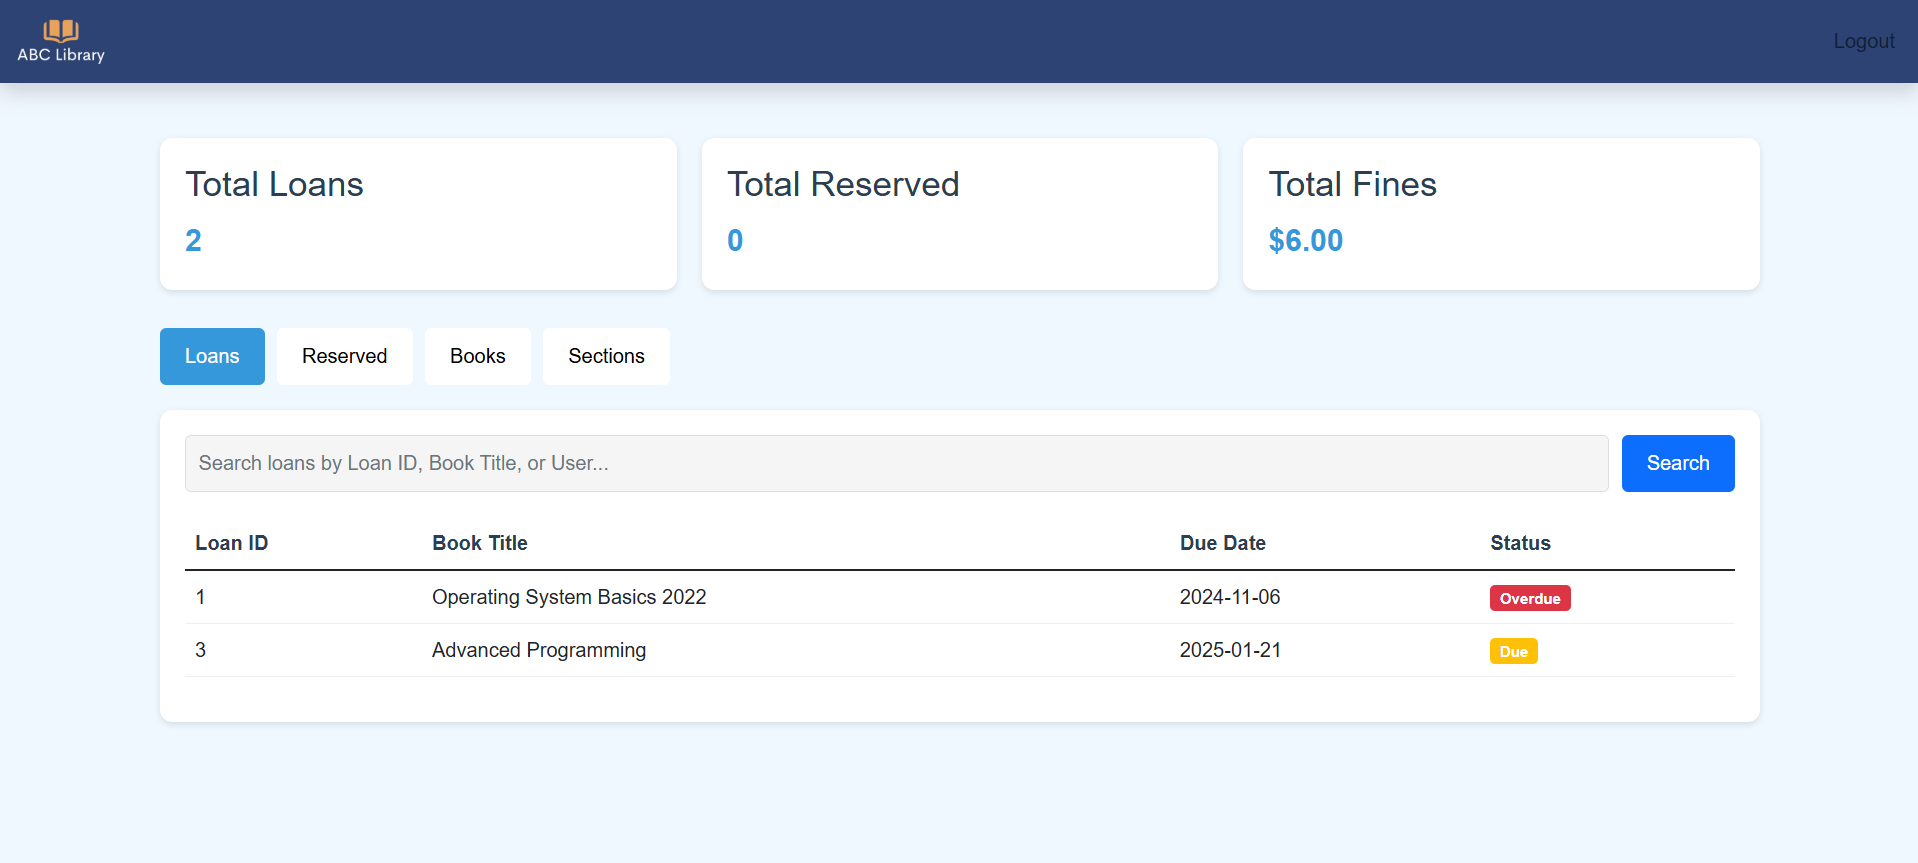 ABC Library
Logout
Total Loans
2
Total Reserved
0
Total Fines
$6.00
Loans Reserved Books Sections
Search loans by Loan ID, Book Title, or User... Search
Loan ID Book Title Due Date Status
1 Operating System Basics 2022 2024-11-06 Overdue
3 Advanced Programming 2025-01-21 Due